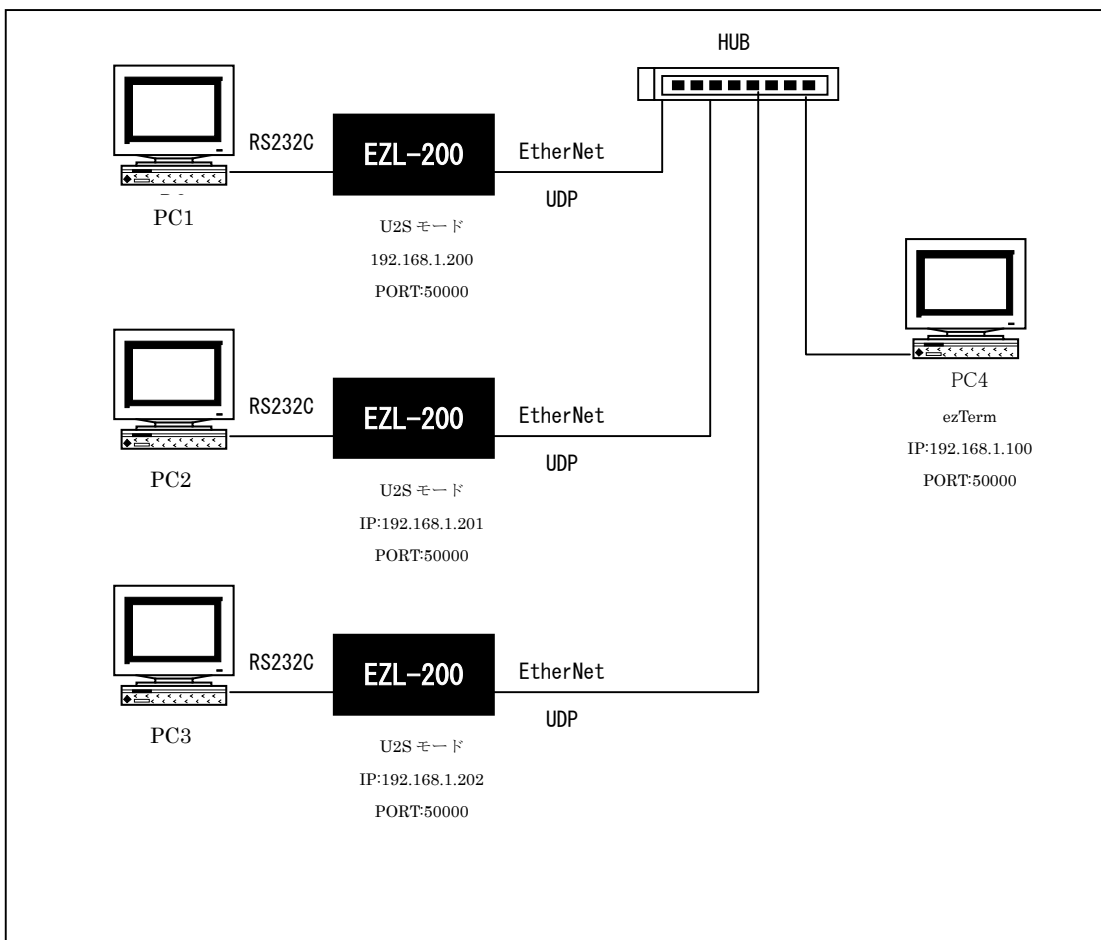 HUB
RS232C
EZL-200
EtherNet
UDP
PC1
U2S モード
192.168.1.200
PORT:50000
RS232C
EZL-200
EtherNet
UDP
PC2
U2S モード
IP:192.168.1.201
PORT:50000
PC4
ezTerm
IP:192.168.1.100
PORT:50000
RS232C
EZL-200
EtherNet
UDP
PC3
U2S モード
IP:192.168.1.202
PORT:50000